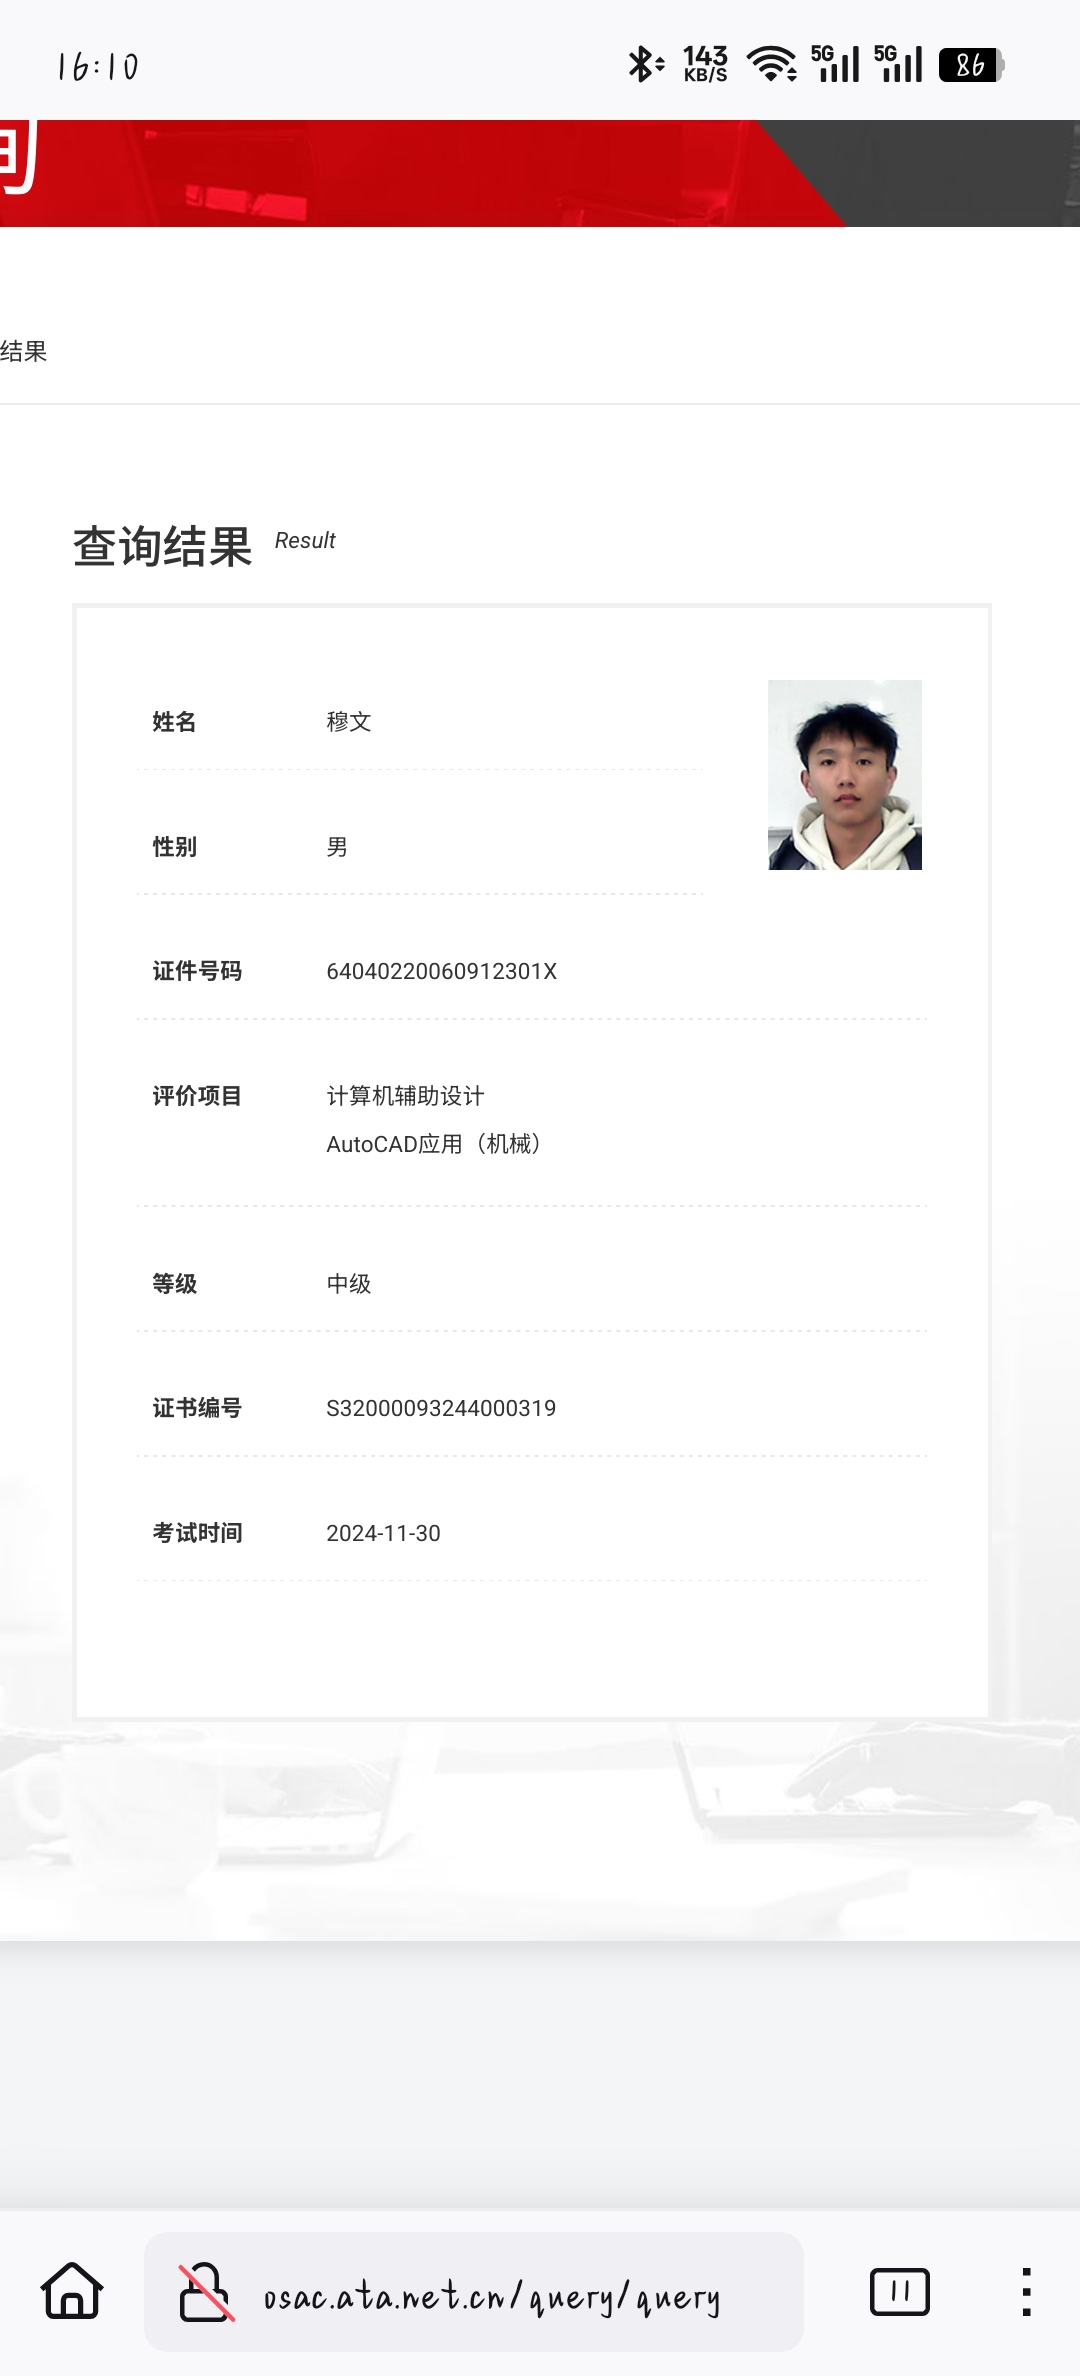 16:10
143 KB/S 5G 5G 86
询
结果
查询结果 Result
姓名 穆文
性别 男
证件号码 64040220060912301X
评价项目 计算机辅助设计
AutoCAD应用（机械）
等级 中级
证书编号 S32000093244000319
考试时间 2024-11-30
osac.ata.net.cn/query/query
11